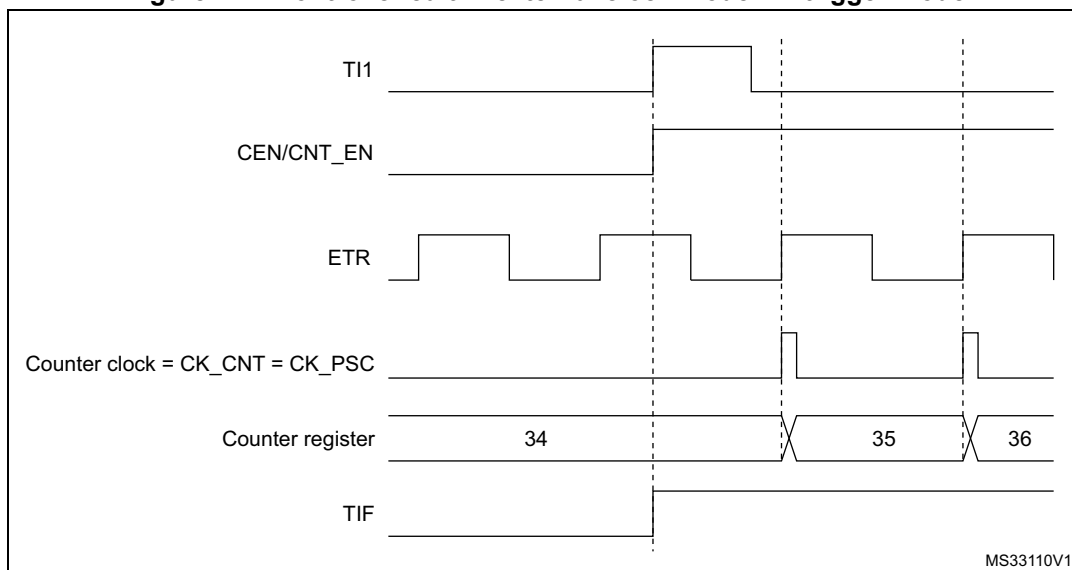 TI1
CEN/CNT_EN
ETR
Counter clock = CK_CNT = CK_PSC
Counter register 34 35 36
TIF
MS33110V1